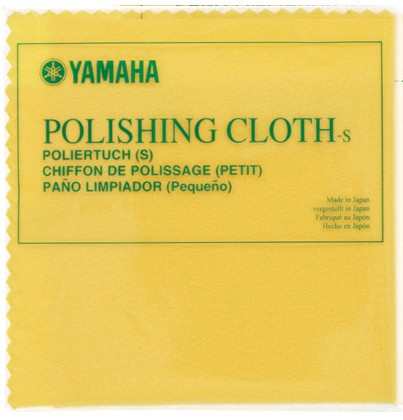 YAMAHA
POLISHING CLOTH-S
POLIERTUCH (S)
CHIFFON DE POLISSAGE (PETIT)
PAÑO LIMPIADOR (Pequeño)
Made in Japan
vergestellt in Japan
Fabriqué au Japon
Hecho en Japón